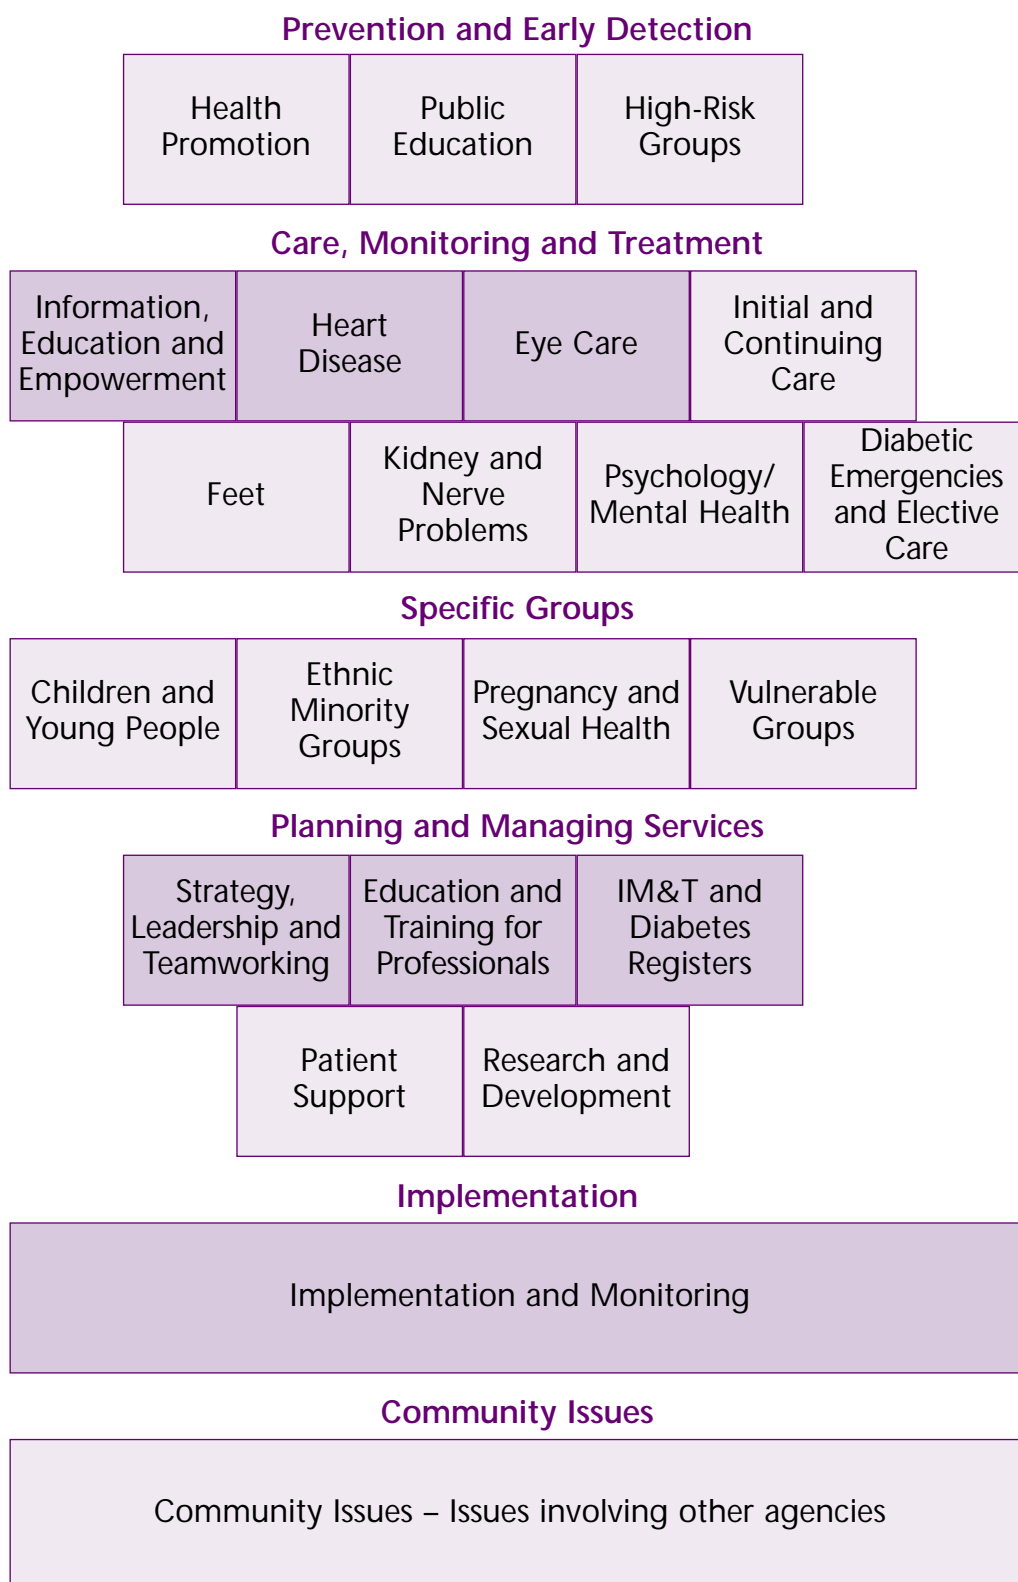 Prevention and Early Detection
Health
Promotion
Public
Education
High-Risk
Groups
Care, Monitoring and Treatment
Information,
Education and
Empowerment
Heart
Disease
Eye Care
Initial and
Continuing
Care
Feet
Kidney and
Nerve
Problems
Psychology/
Mental Health
Diabetic
Emergencies
and Elective
Care
Specific Groups
Children and
Young People
Ethnic
Minority
Groups
Pregnancy and
Sexual Health
Vulnerable
Groups
Planning and Managing Services
Strategy,
Leadership and
Teamworking
Education and
Training for
Professionals
IM&T and
Diabetes
Registers
Patient
Support
Research and
Development
Implementation
Implementation and Monitoring
Community Issues
Community Issues – Issues involving other agencies